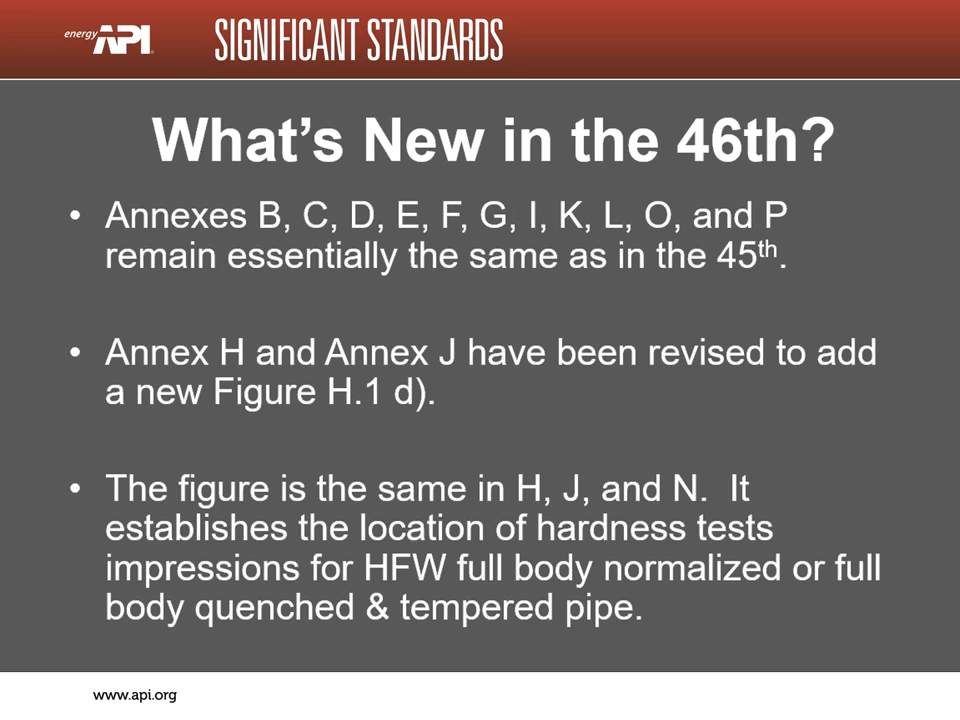 energy API
SIGNIFICANT STANDARDS
What's New in the 46th?
• Annexes B, C, D, E, F, G, I, K, L, O, and P
remain essentially the same as in the 45th.
• Annex H and Annex J have been revised to add
a new Figure H.1 d).
• The figure is the same in H, J, and N.  It
establishes the location of hardness tests
impressions for HFW full body normalized or full
body quenched & tempered pipe.
www.api.org